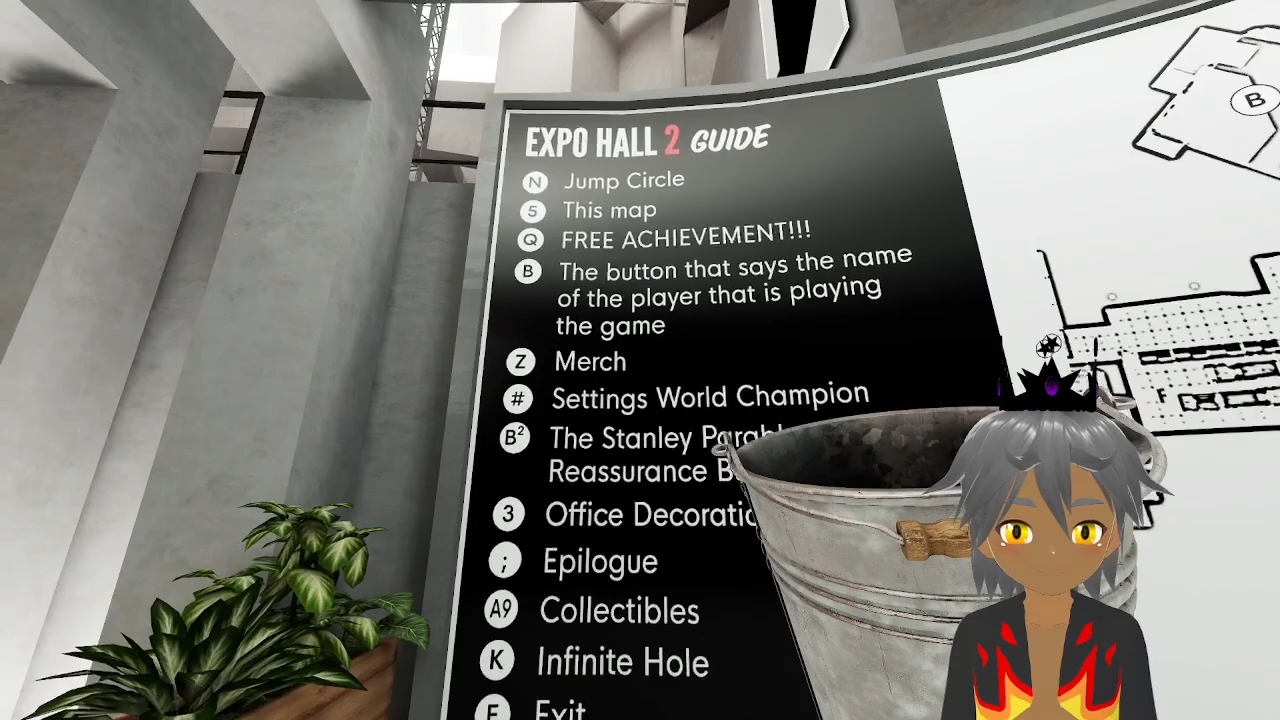 EXPO HALL 2 GUIDE
N Jump Circle
5 This map
Q FREE ACHIEVEMENT!!!
B The button that says the name
of the player that is playing
the game
Z Merch
# Settings World Champion
B² The Stanley
Reassurance
3 Office
; Epilogue
A9 Collectibles
K Infinite Hole
Exit
B